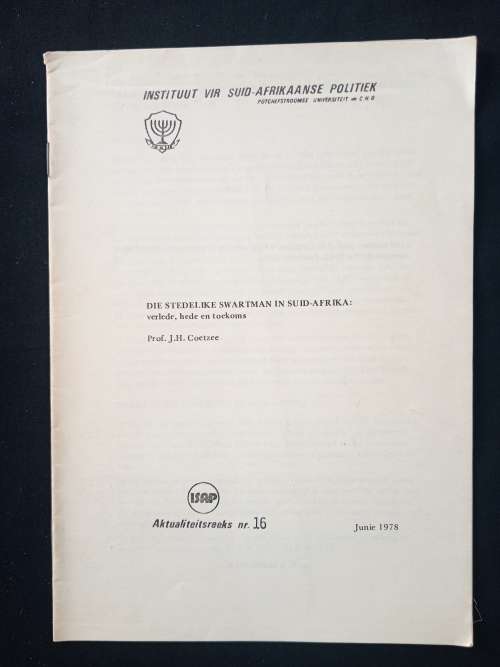 INSTITUUT VIR SUID-AFRIKAANSE POLITIEK
POTCHEFSTROOMSE UNIVERSITEIT vir C.H.O
DIE STEDELIKE SWARTMAN IN SUID-AFRIKA:
verlede, hede en toekoms
Prof. J.H. Coetzee
ISAP
Aktualiteitsreeks nr. 16
Junie 1978